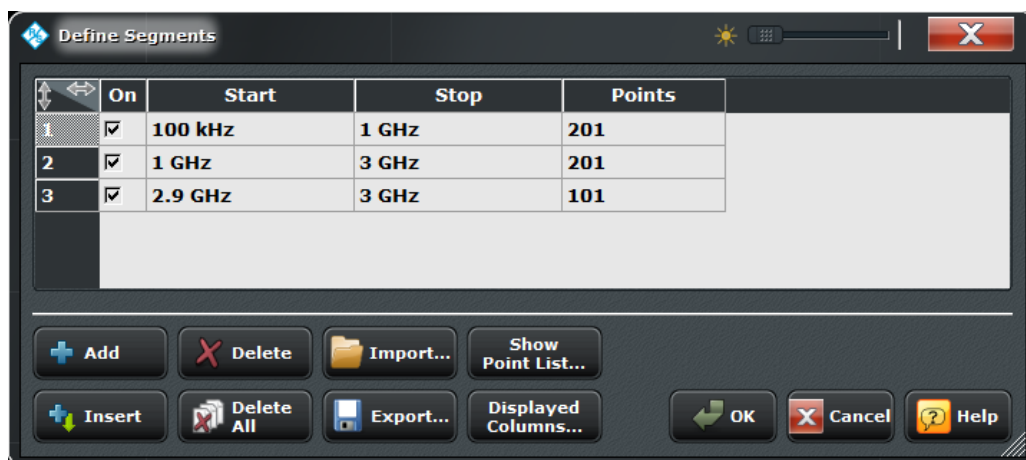 Define Segments
On Start Stop Points
1 100 kHz 1 GHz 201
2 1 GHz 3 GHz 201
3 2.9 GHz 3 GHz 101
Add Delete Import... Show Point List...
Insert Delete All Export... Displayed Columns... OK Cancel Help